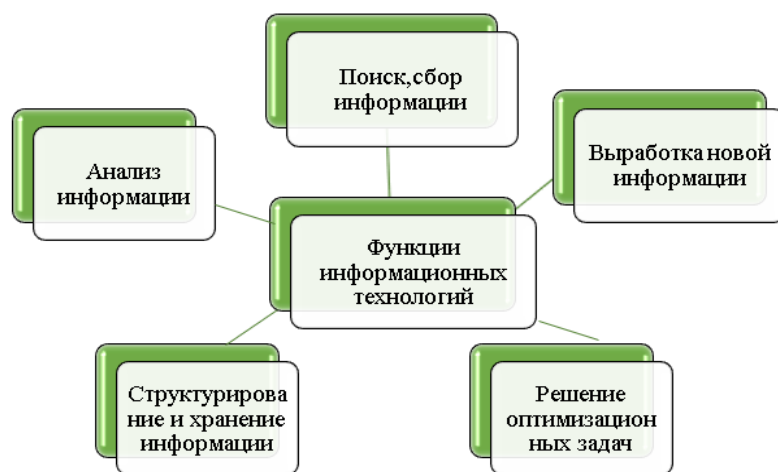 Поиск,сбор
информации
Анализ
информации
Выработка новой
информации
Функции
информационных
технологий
Структурирова
ние и хранение
информации
Решение
оптимизацион
ных задач